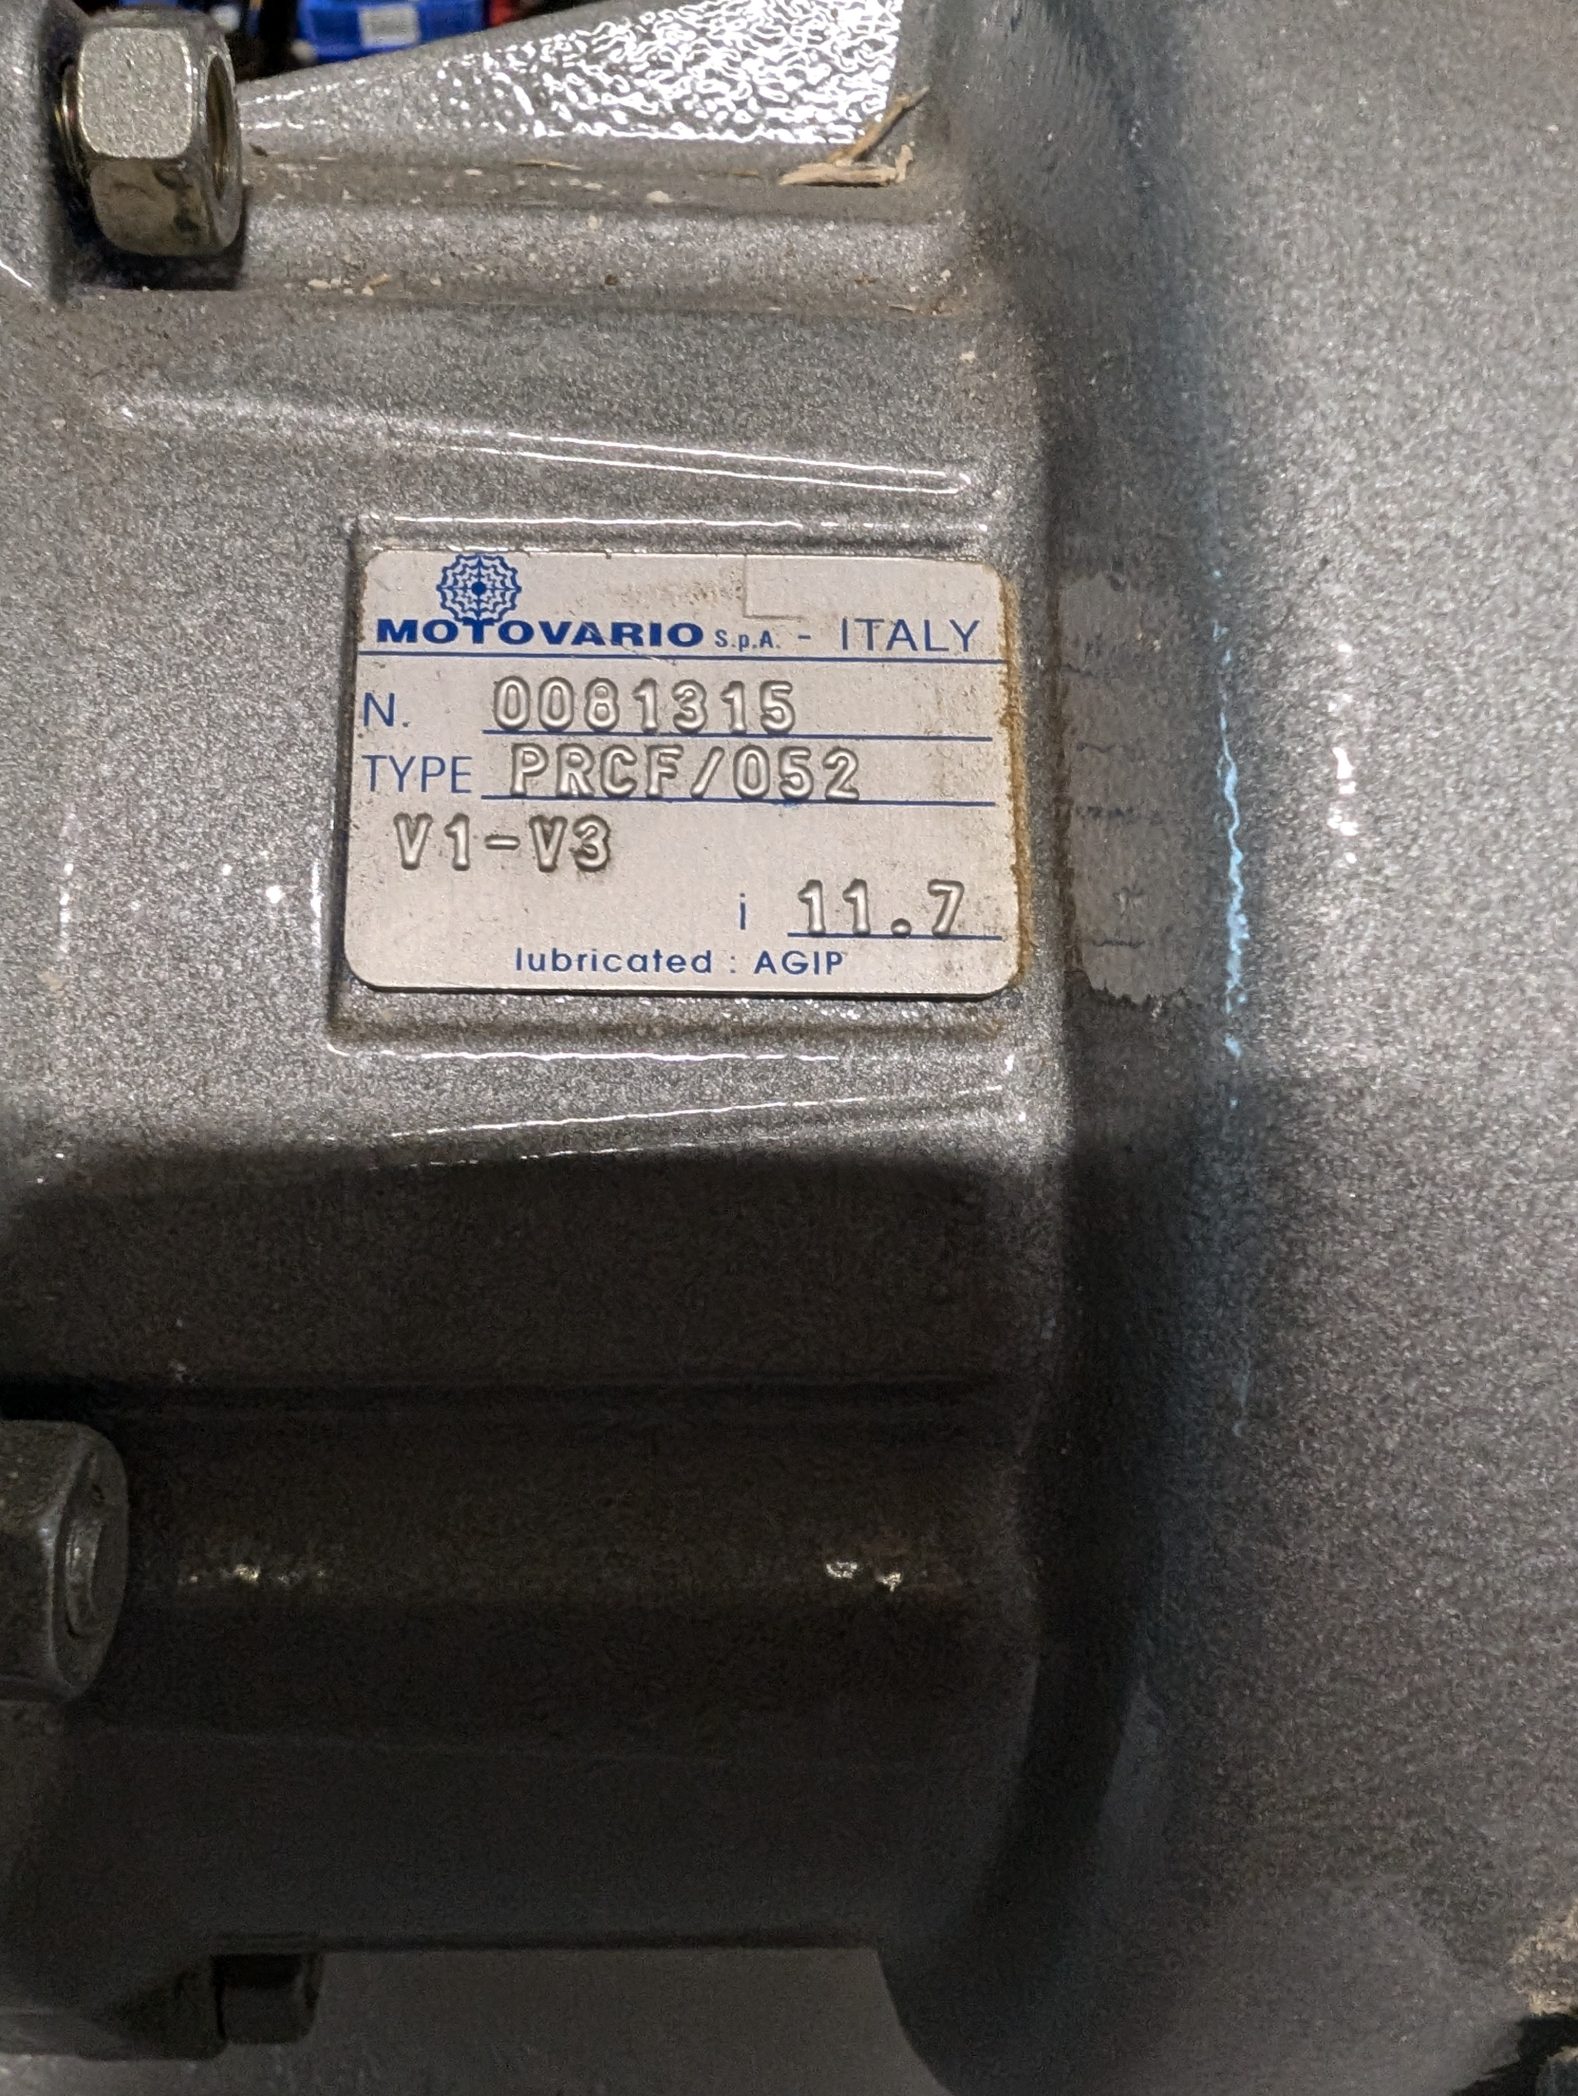 MOTOVARIO S.p.A. - ITALY
N. 0081315
TYPE PRCF/052
V1-V3
i 11.7
lubricated : AGIP